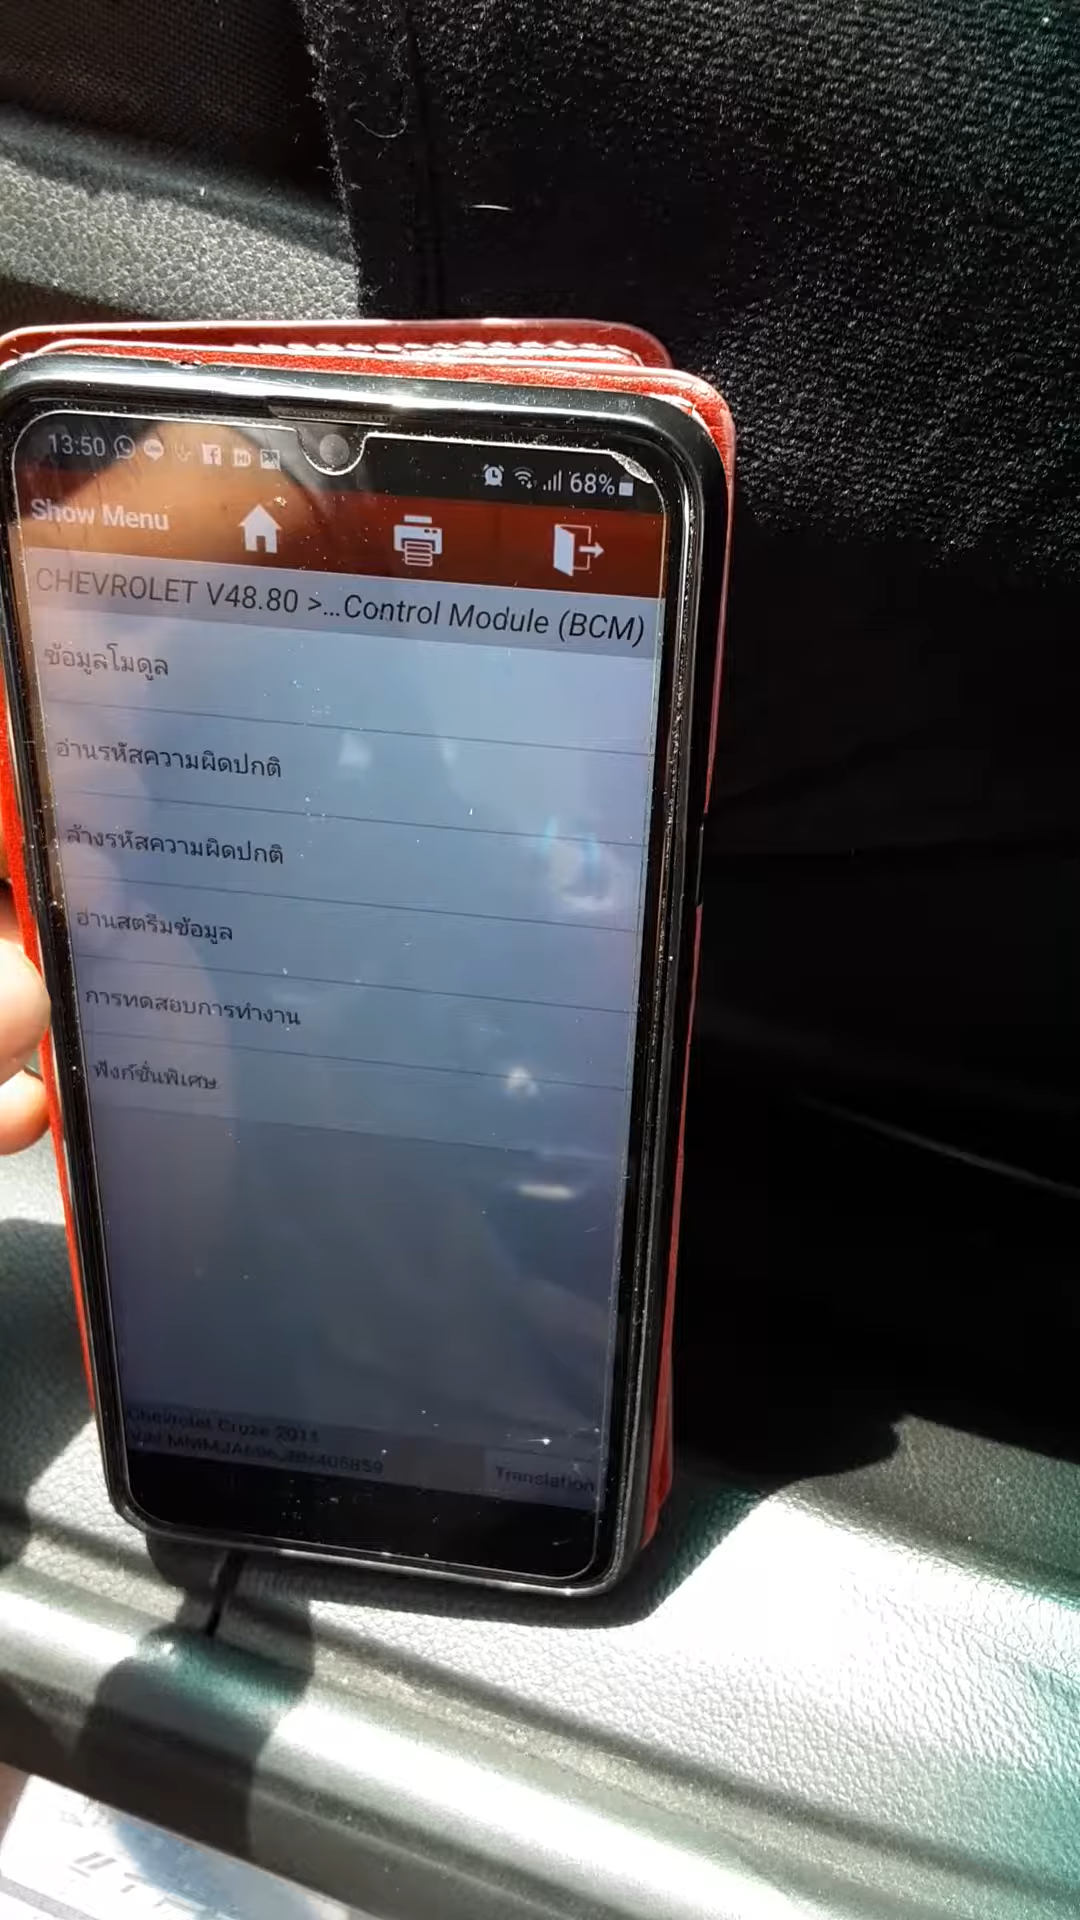 13:50
68%
Show Menu
CHEVROLET V48.80 >...Control Module (BCM)
ข้อมูลโมดูล
อ่านรหัสความผิดปกติ
ล้างรหัสความผิดปกติ
อ่านสตรีมข้อมูล
การทดสอบการทำงาน
ฟังก์ชั่นพิเศษ
Chevrolet Cruze 2011
Translation